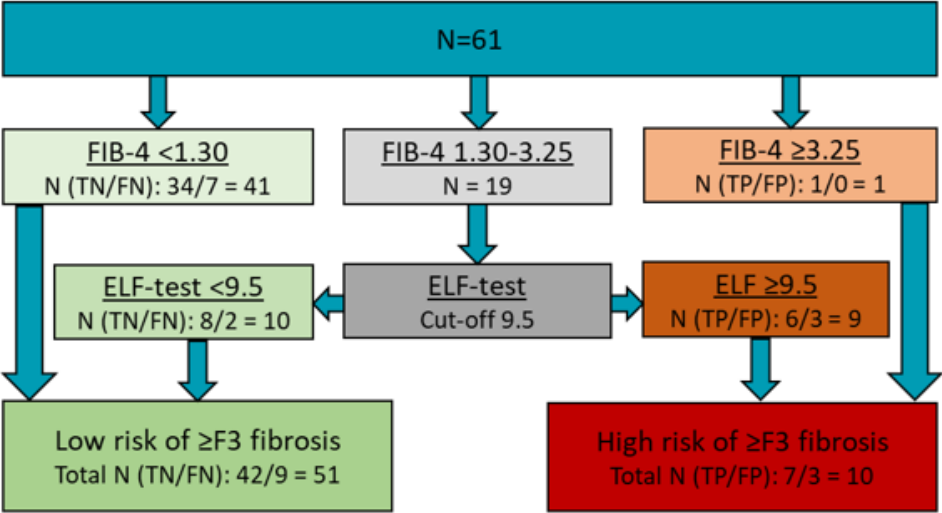 N=61
FIB-4 <1.30
N (TN/FN): 34/7 = 41
FIB-4 1.30-3.25
N = 19
FIB-4 ≥3.25
N (TP/FP): 1/0 = 1
ELF-test <9.5
N (TN/FN): 8/2 = 10
ELF-test
Cut-off 9.5
ELF ≥9.5
N (TP/FP): 6/3 = 9
Low risk of ≥F3 fibrosis
Total N (TN/FN): 42/9 = 51
High risk of ≥F3 fibrosis
Total N (TP/FP): 7/3 = 10